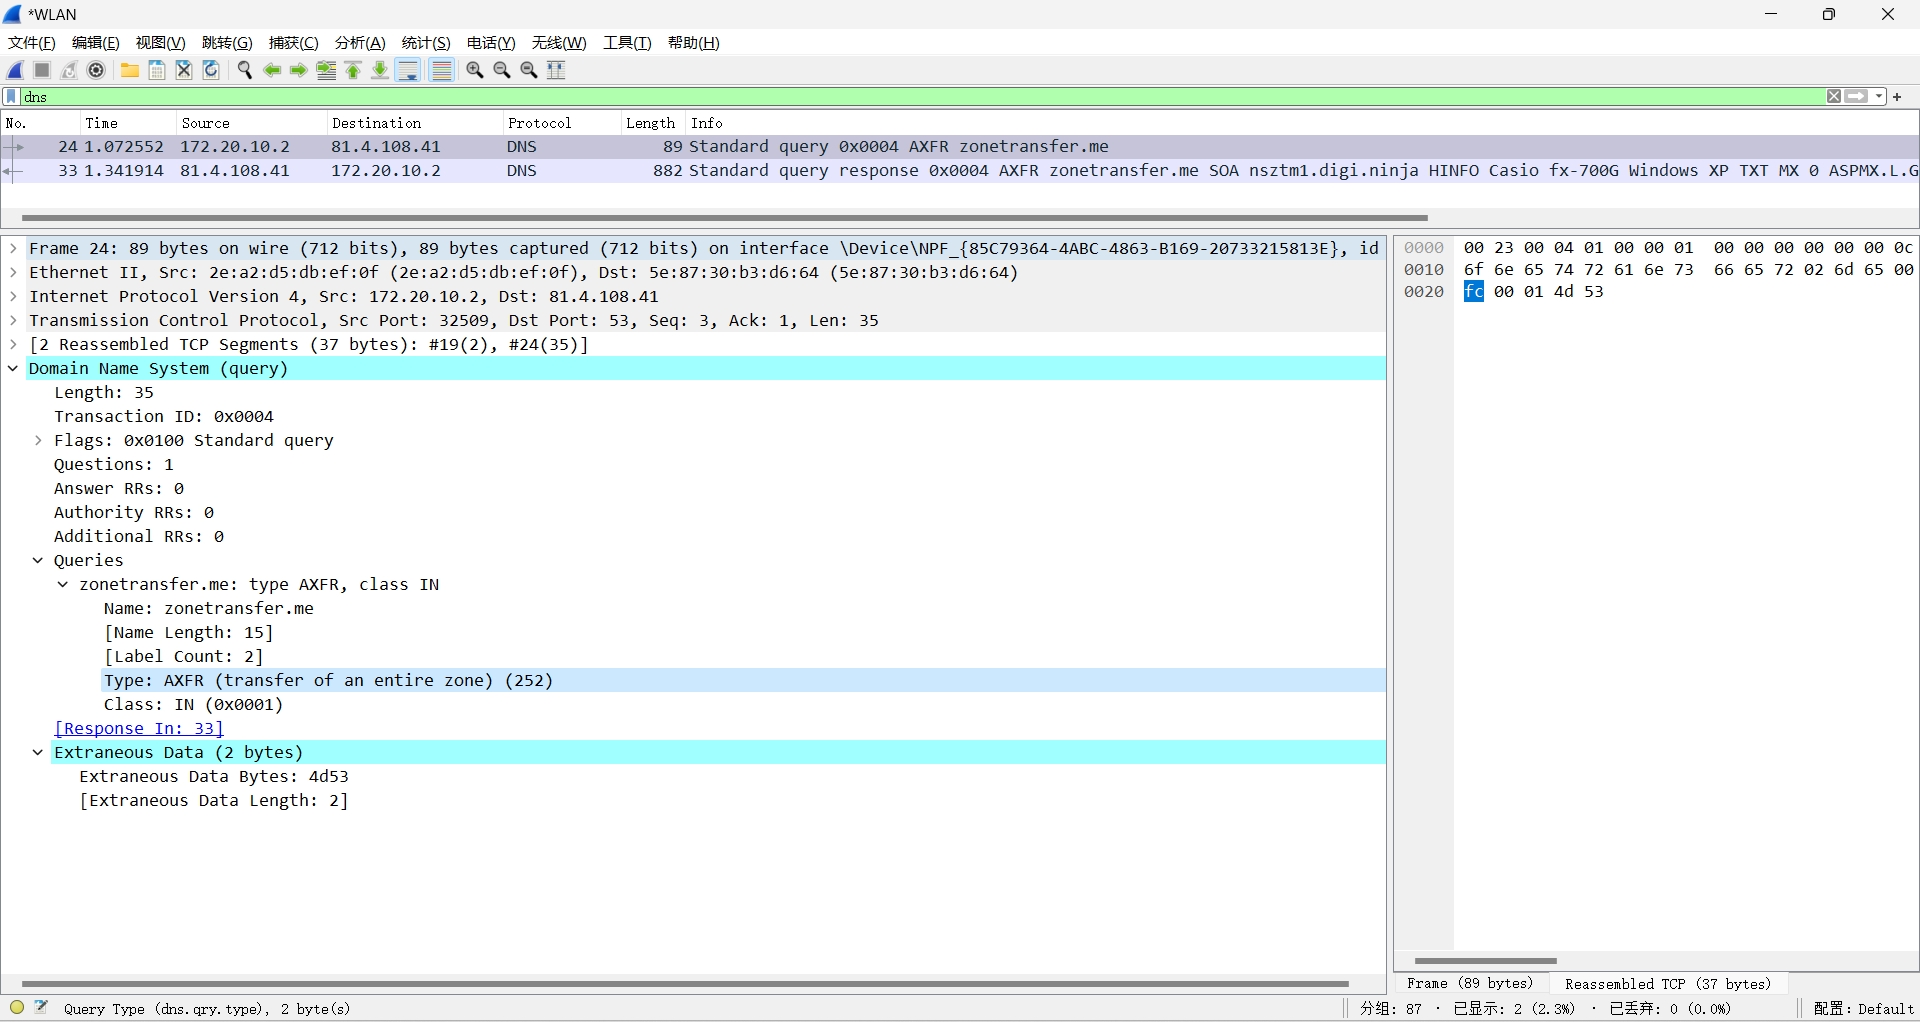 *WLAN
文件(F) 编辑(E) 视图(V) 跳转(G) 捕获(C) 分析(A) 统计(S) 电话(Y) 无线(W) 工具(T) 帮助(H)
dns
No. Time Source Destination Protocol Length Info
24 1.072552 172.20.10.2 81.4.108.41 DNS 89 Standard query 0x0004 AXFR zonetransfer.me
33 1.341914 81.4.108.41 172.20.10.2 DNS 882 Standard query response 0x0004 AXFR zonetransfer.me SOA nsztm1.digi.ninja HINFO Casio fx-700G Windows XP TXT MX 0 ASPMX.L.G
Frame 24: 89 bytes on wire (712 bits), 89 bytes captured (712 bits) on interface \Device\NPF_{85C79364-4ABC-4863-B169-20733215813E}, id
Ethernet II, Src: 2e:a2:d5:db:ef:0f (2e:a2:d5:db:ef:0f), Dst: 5e:87:30:b3:d6:64 (5e:87:30:b3:d6:64)
Internet Protocol Version 4, Src: 172.20.10.2, Dst: 81.4.108.41
Transmission Control Protocol, Src Port: 32509, Dst Port: 53, Seq: 3, Ack: 1, Len: 35
[2 Reassembled TCP Segments (37 bytes): #19(2), #24(35)]
Domain Name System (query)
Length: 35
Transaction ID: 0x0004
Flags: 0x0100 Standard query
Questions: 1
Answer RRs: 0
Authority RRs: 0
Additional RRs: 0
Queries
zonetransfer.me: type AXFR, class IN
Name: zonetransfer.me
[Name Length: 15]
[Label Count: 2]
Type: AXFR (transfer of an entire zone) (252)
Class: IN (0x0001)
[Response In: 33]
Extraneous Data (2 bytes)
Extraneous Data Bytes: 4d53
[Extraneous Data Length: 2]
0000 00 23 00 04 01 00 00 01 00 00 00 00 00 00 0c
0010 6f 6e 65 74 72 61 6e 73 66 65 72 02 6d 65 00
0020 fc 00 01 4d 53
Frame (89 bytes) Reassembled TCP (37 bytes)
Query Type (dns.qry.type), 2 byte(s)
分组: 87 · 已显示: 2 (2.3%) · 已丢弃: 0 (0.0%)
配置: Default